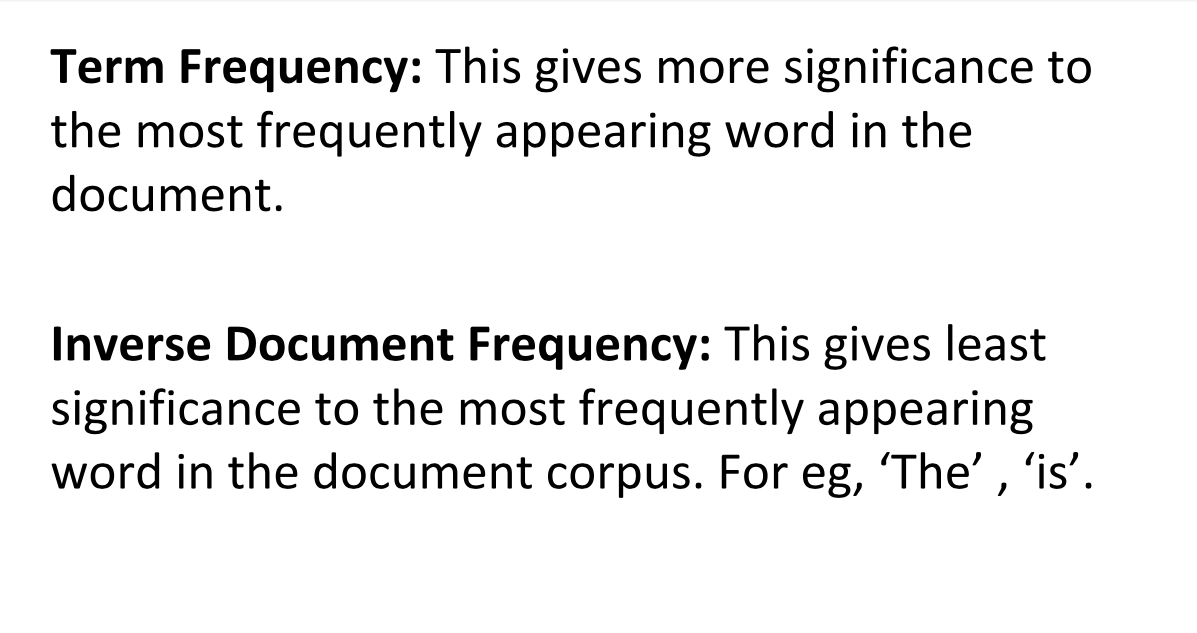 Term Frequency: This gives more significance to
the most frequently appearing word in the
document.
Inverse Document Frequency: This gives least
significance to the most frequently appearing
word in the document corpus. For eg, ‘The’ , ‘is’.